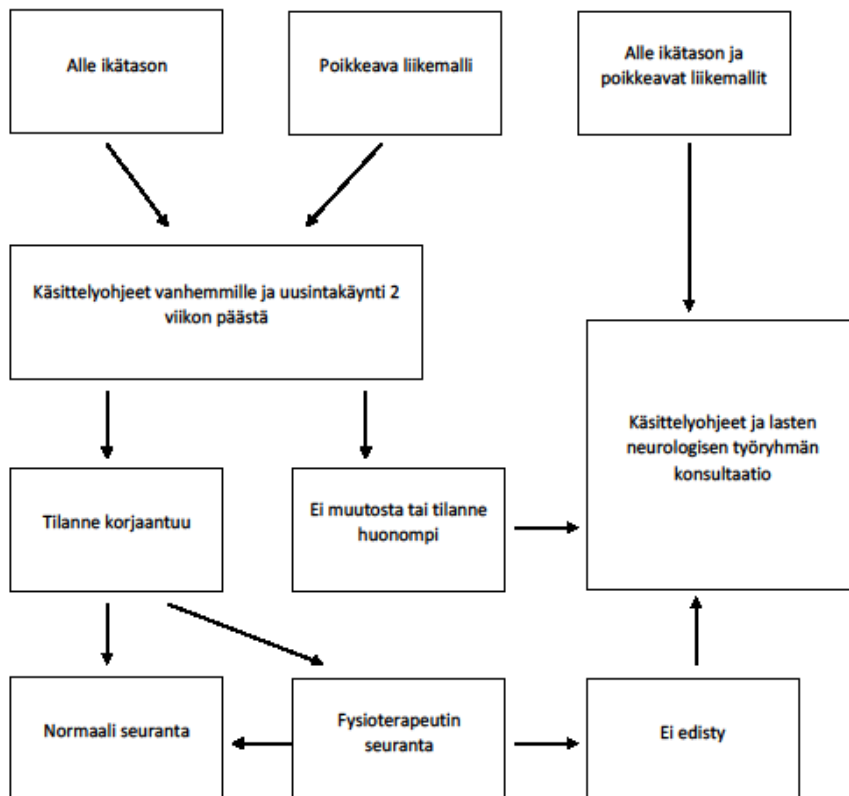 Alle ikätason
Poikkeava liikemalli
Alle ikätason ja
poikkeavat liikemallit
Käsittelyohjeet vanhemmille ja uusintakäynti 2
viikon päästä
Käsittelyohjeet ja lasten
neurologisen työryhmän
konsultaatio
Tilanne korjaantuu
Ei muutosta tai tilanne
huonompi
Normaali seuranta
Fysioterapeutin
seuranta
Ei edisty